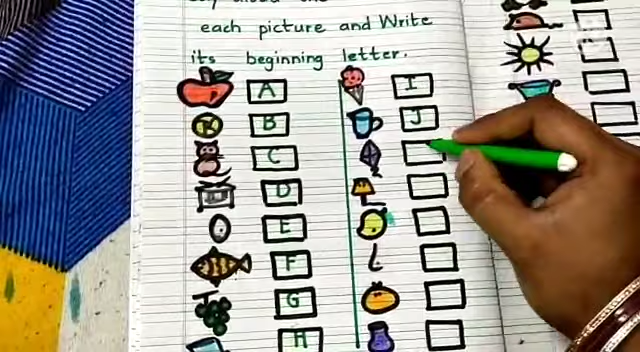 each picture and Write
its beginning letter.
A I
B J
C
D
E
F
G
H